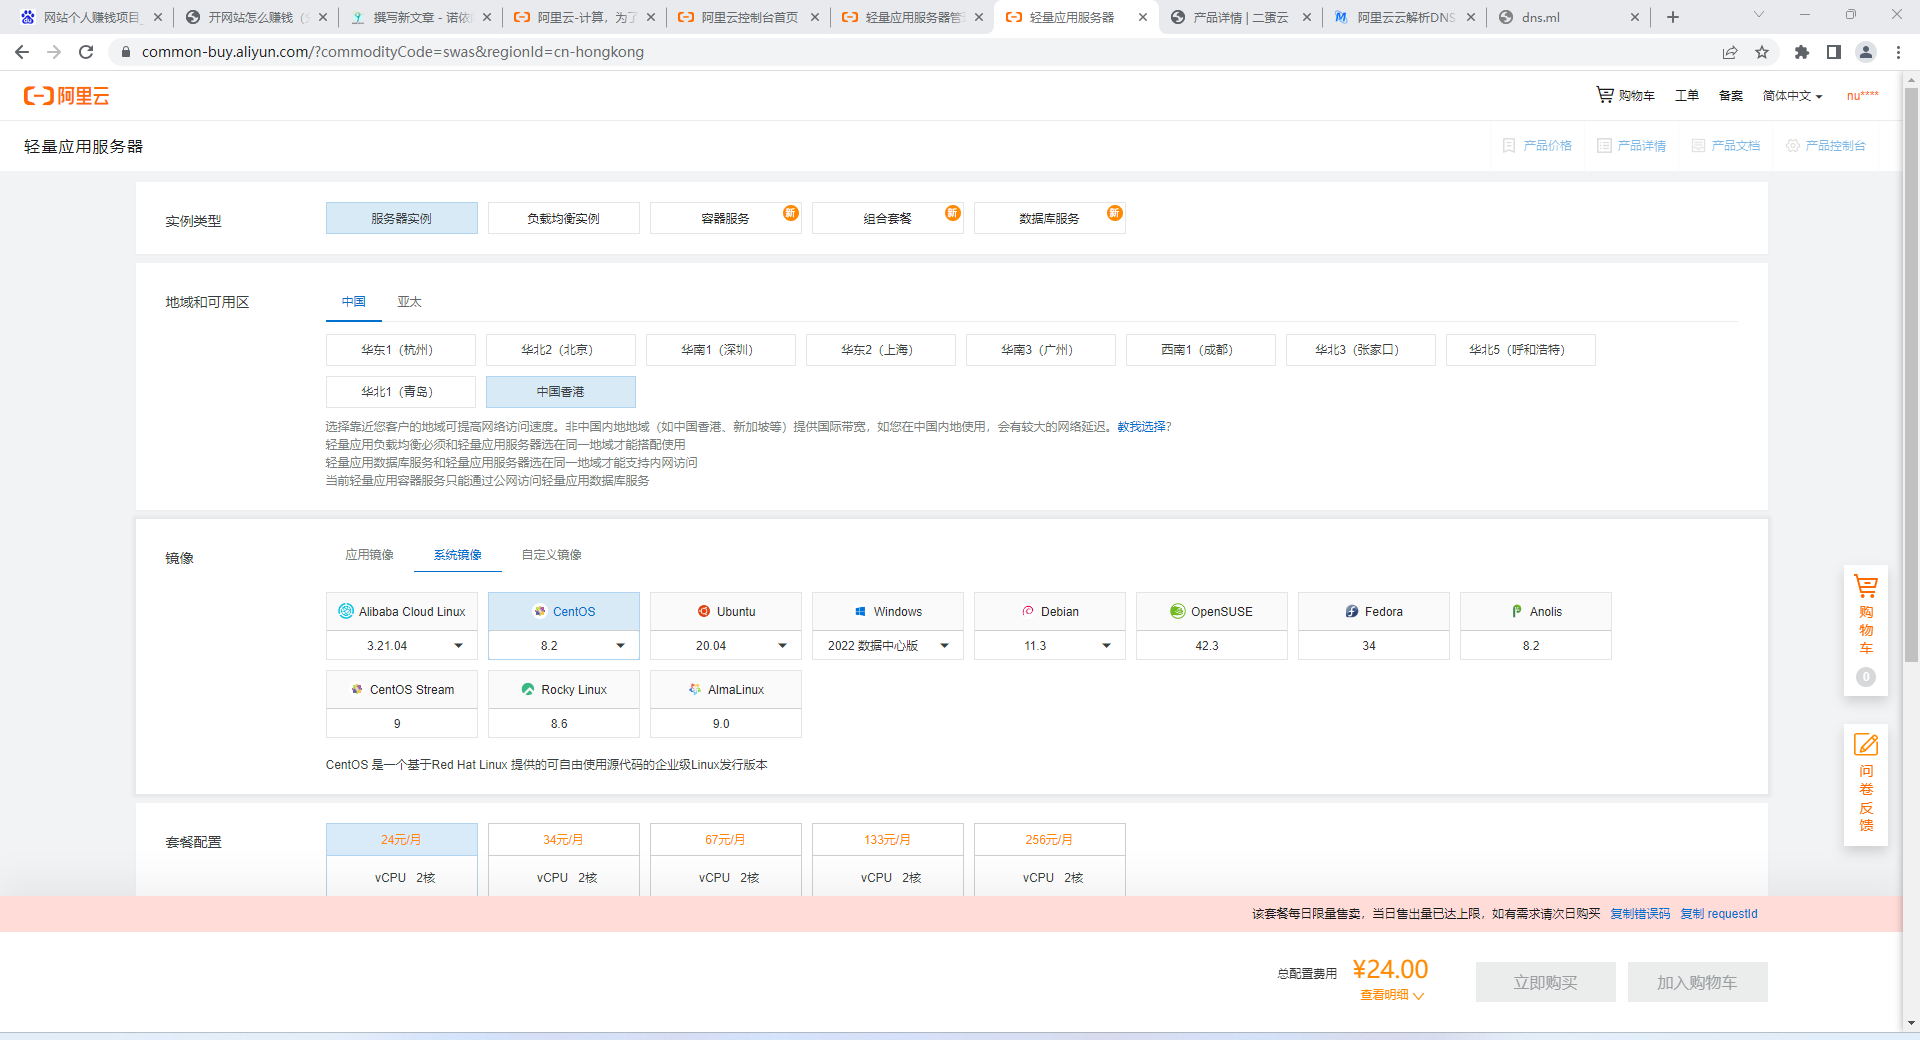 网站个人赚钱项目
开网站怎么赚钱
撰写新文章 - 诺依
阿里云-计算，为了
阿里云控制台首页
轻量应用服务器管
轻量应用服务器
产品详情 | 二蛋云
阿里云云解析DNS
dns.ml
common-buy.aliyun.com/?commodityCode=swas&regionId=cn-hongkong
阿里云
购物车 工单 备案 简体中文 nu****
轻量应用服务器
产品价格 产品详情 产品文档 产品控制台
实例类型
服务器实例 负载均衡实例 容器服务 新 组合套餐 新 数据库服务 新
地域和可用区
中国 亚太
华东1（杭州） 华北2（北京） 华南1（深圳） 华东2（上海） 华南3（广州） 西南1（成都） 华北3（张家口） 华北5（呼和浩特）
华北1（青岛） 中国香港
选择靠近您客户的地域可提高网络访问速度。非中国内地地域（如中国香港、新加坡等）提供国际带宽，如您在中国内地使用，会有较大的网络延迟。教我选择?
轻量应用负载均衡必须和轻量应用服务器选在同一地域才能搭配使用
轻量应用数据库服务和轻量应用服务器选在同一地域才能支持内网访问
当前轻量应用容器服务只能通过公网访问轻量应用数据库服务
镜像
应用镜像 系统镜像 自定义镜像
Alibaba Cloud Linux CentOS Ubuntu Windows Debian OpenSUSE Fedora Anolis
3.21.04 8.2 20.04 2022 数据中心版 11.3 42.3 34 8.2
CentOS Stream Rocky Linux AlmaLinux
9 8.6 9.0
CentOS 是一个基于Red Hat Linux 提供的可自由使用源代码的企业级Linux发行版本
套餐配置
24元/月 34元/月 67元/月 133元/月 256元/月
vCPU 2核 vCPU 2核 vCPU 2核 vCPU 2核 vCPU 2核
该套餐每日限量售卖，当日售出量已达上限，如有需求请次日购买 复制错误码 复制 requestId
总配置费用 ¥24.00
查看明细
立即购买 加入购物车
购物车
0
问卷反馈